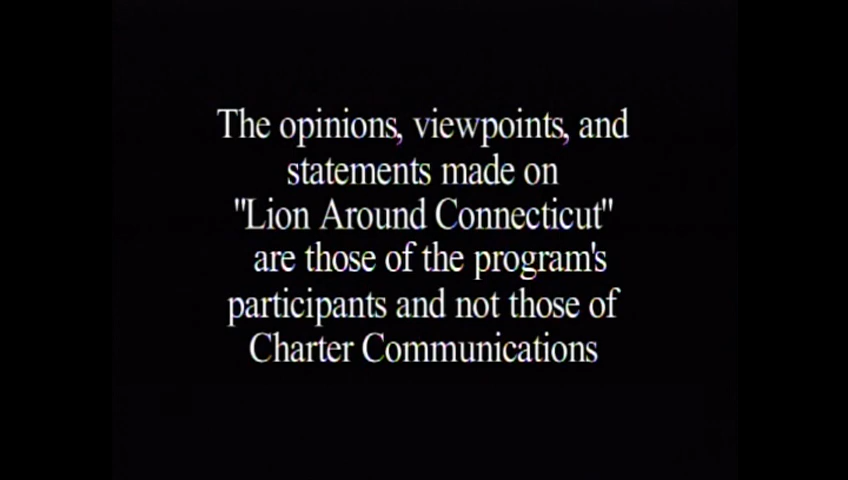 The opinions, viewpoints, and
statements made on
"Lion Around Connecticut"
are those of the program's
participants and not those of
Charter Communications